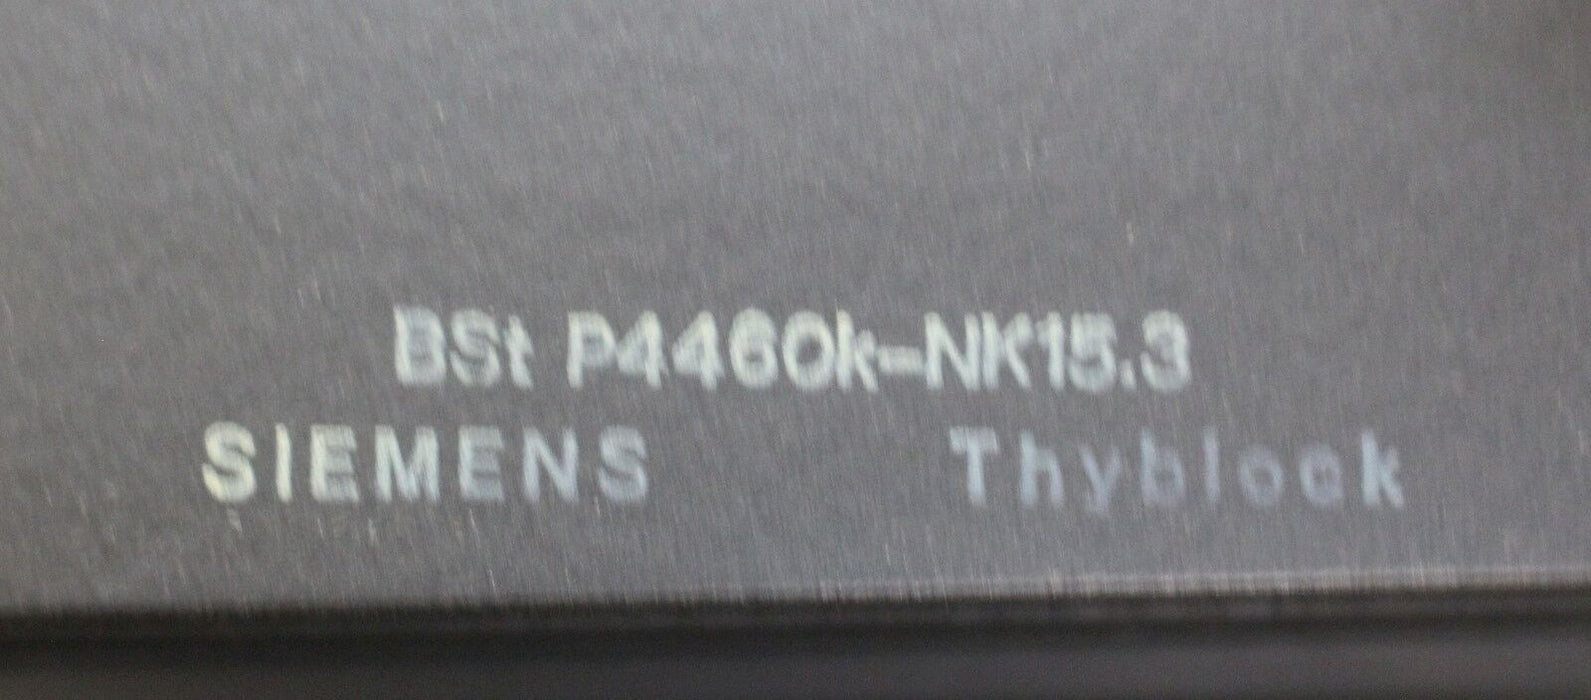 BSt P4460k-NK15.3
SIEMENS Thyblock